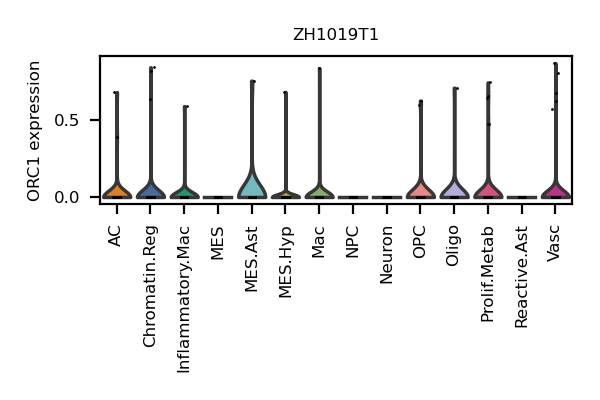 ZH1019T1
ORC1 expression
0.5
0.0
AC
Chromatin.Reg
Inflammatory.Mac
MES
MES.Ast
MES.Hyp
Mac
NPC
Neuron
OPC
Oligo
Prolif.Metab
Reactive.Ast
Vasc